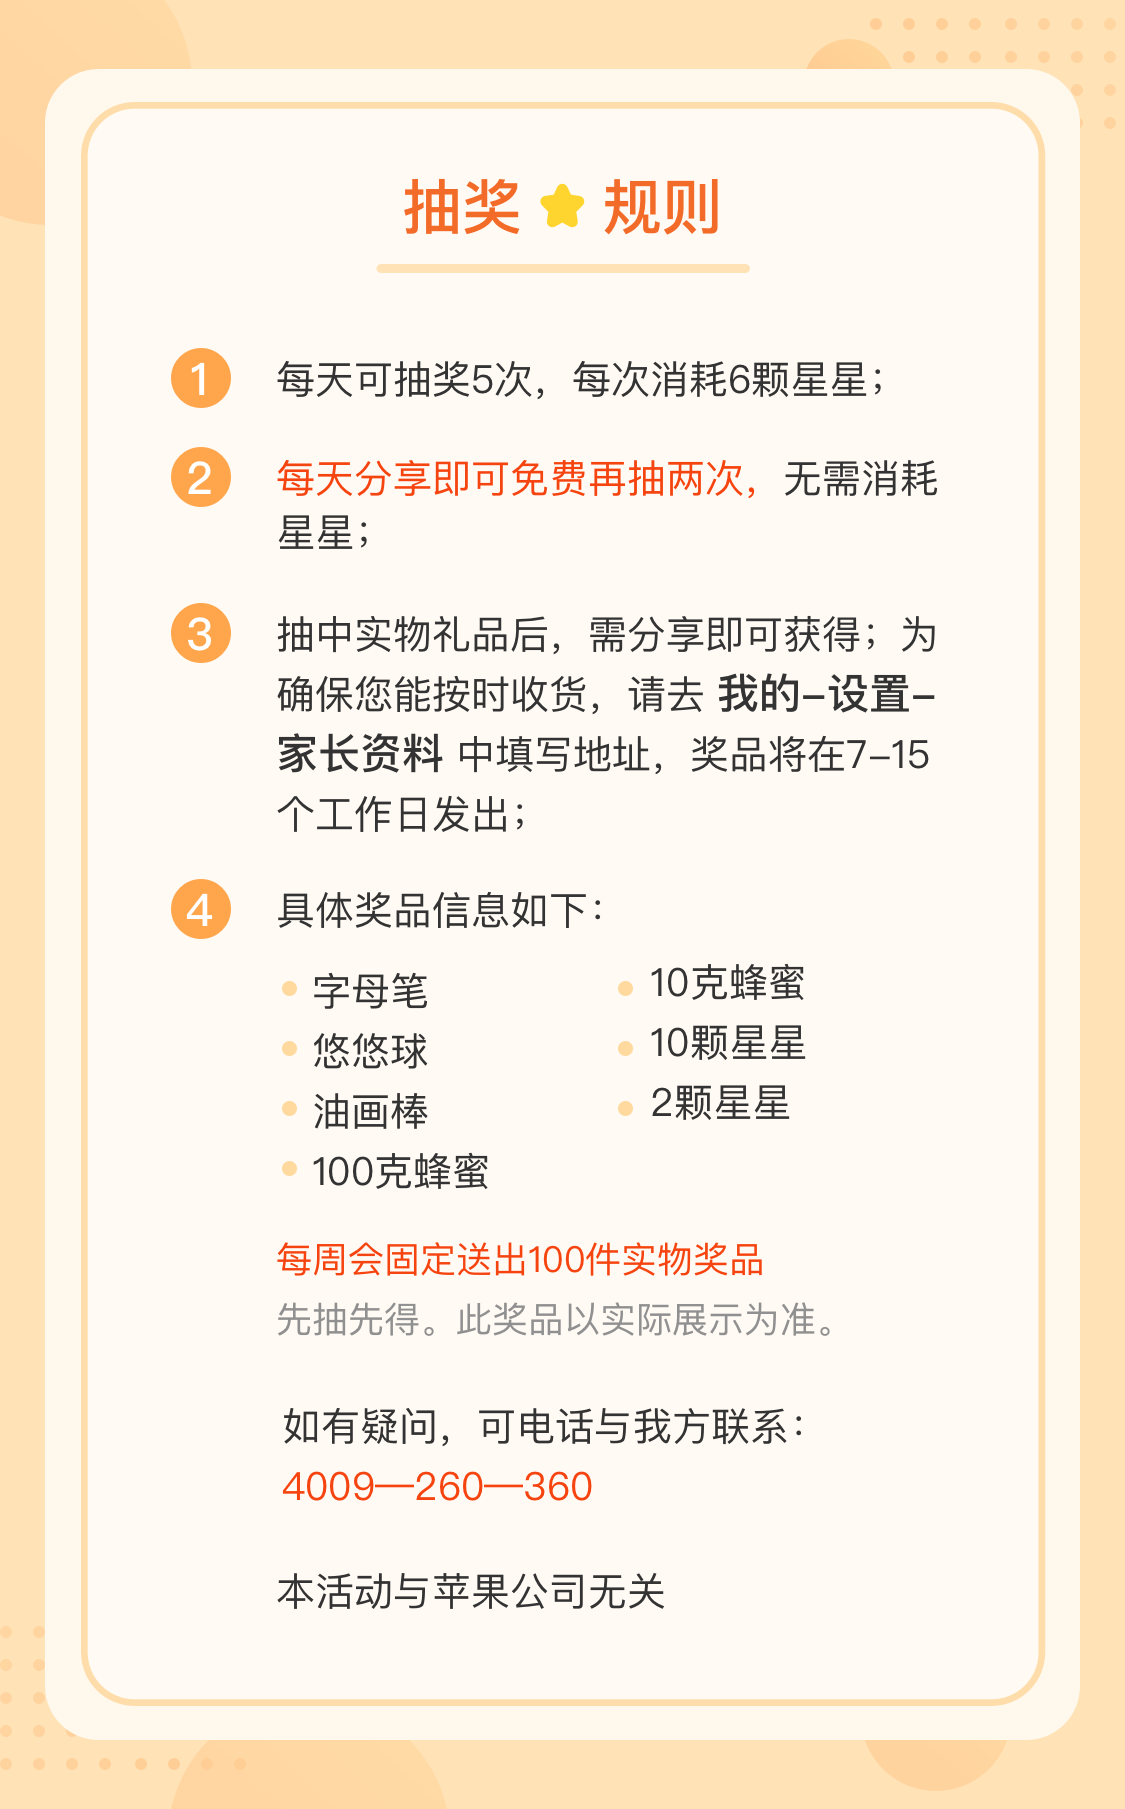 抽奖 规则
1 每天可抽奖5次，每次消耗6颗星星；
2 每天分享即可免费再抽两次，无需消耗
星星；
3 抽中实物礼品后，需分享即可获得；为
确保您能按时收货，请去 我的–设置–
家长资料 中填写地址，奖品将在7–15
个工作日发出；
4 具体奖品信息如下：
字母笔
悠悠球
油画棒
100克蜂蜜
10克蜂蜜
10颗星星
2颗星星
每周会固定送出100件实物奖品
先抽先得。此奖品以实际展示为准。
如有疑问，可电话与我方联系：
4009—260—360
本活动与苹果公司无关